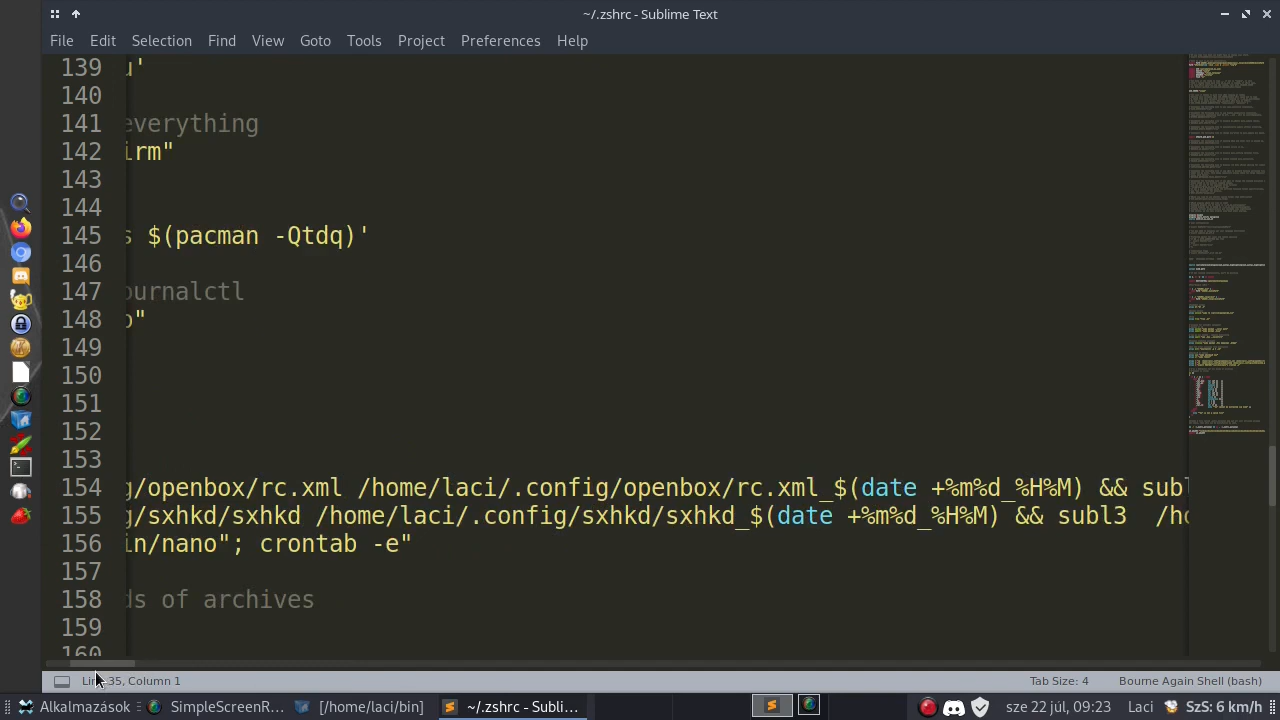 ~/.zshrc - Sublime Text
File Edit Selection Find View Goto Tools Project Preferences Help
139 u'
140
141 everything
142 irm"
143
144
145 s $(pacman -Qtdq)'
146
147 ournalctl
148 o"
149
150
151
152
153
154 g/openbox/rc.xml /home/laci/.config/openbox/rc.xml_$(date +%m%d_%H%M) && subl
155 g/sxhkd/sxhkd /home/laci/.config/sxhkd/sxhkd_$(date +%m%d_%H%M) && subl3  /ho
156 in/nano"; crontab -e"
157
158 ds of archives
159
160
35, Column 1 Tab Size: 4 Bourne Again Shell (bash)
Alkalmazások SimpleScreenR... [/home/laci/bin] ~/.zshrc - Subli... sze 22 júl, 09:23 Laci SzS: 6 km/h